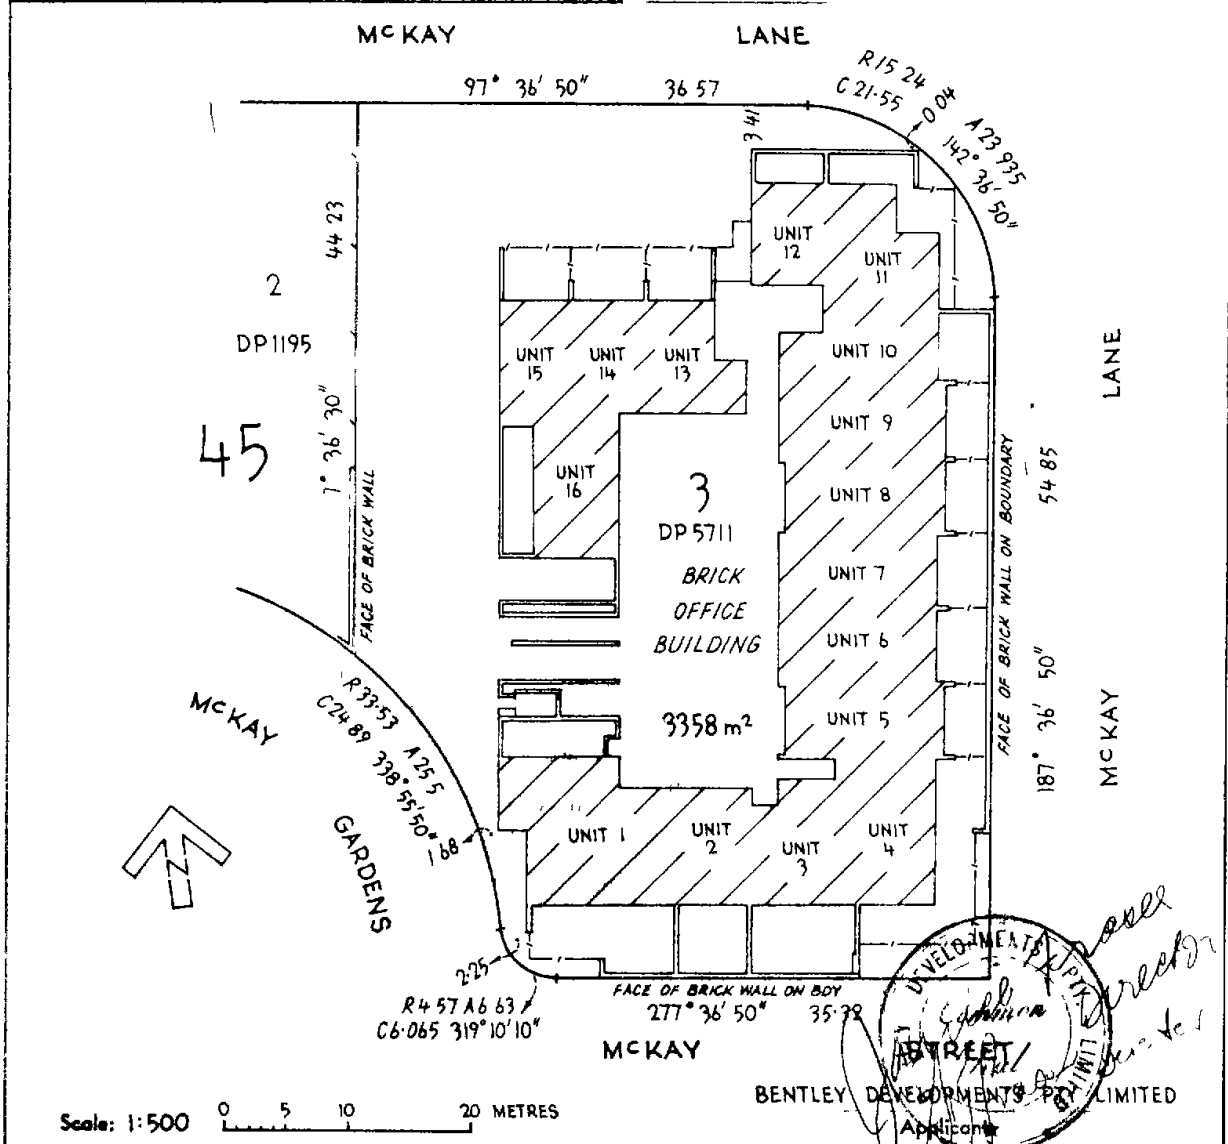 McKAY LANE
97° 36' 50" 36 57
R 15 24
C 21·55
0 04
A 23 935
142° 36' 50"
3 41
44 23
7° 36' 30"
FACE OF BRICK WALL
2
DP1195
45
UNIT 12
UNIT 11
UNIT 15
UNIT 14
UNIT 13
UNIT 10
UNIT 9
UNIT 16
UNIT 8
3
DP 5711
BRICK
OFFICE
BUILDING
3358 m²
UNIT 7
UNIT 6
UNIT 5
UNIT 1
UNIT 2
UNIT 3
UNIT 4
LANE
McKAY
54 85
187° 36' 50"
FACE OF BRICK WALL ON BOUNDARY
McKAY
GARDENS
R 33·53 A 25 5
C 24 89 338° 55' 50"
1 68
N
2·25
R 4 57 A 6 63
C 6·065 319° 10' 10"
FACE OF BRICK WALL ON BDY
277° 36' 50"
McKAY STREET
DEVELOPMENTS PTY LIMITED
Director
BENTLEY DEVELOPMENTS PTY LIMITED
Applicant
Scale: 1:500 0 5 10 20 METRES